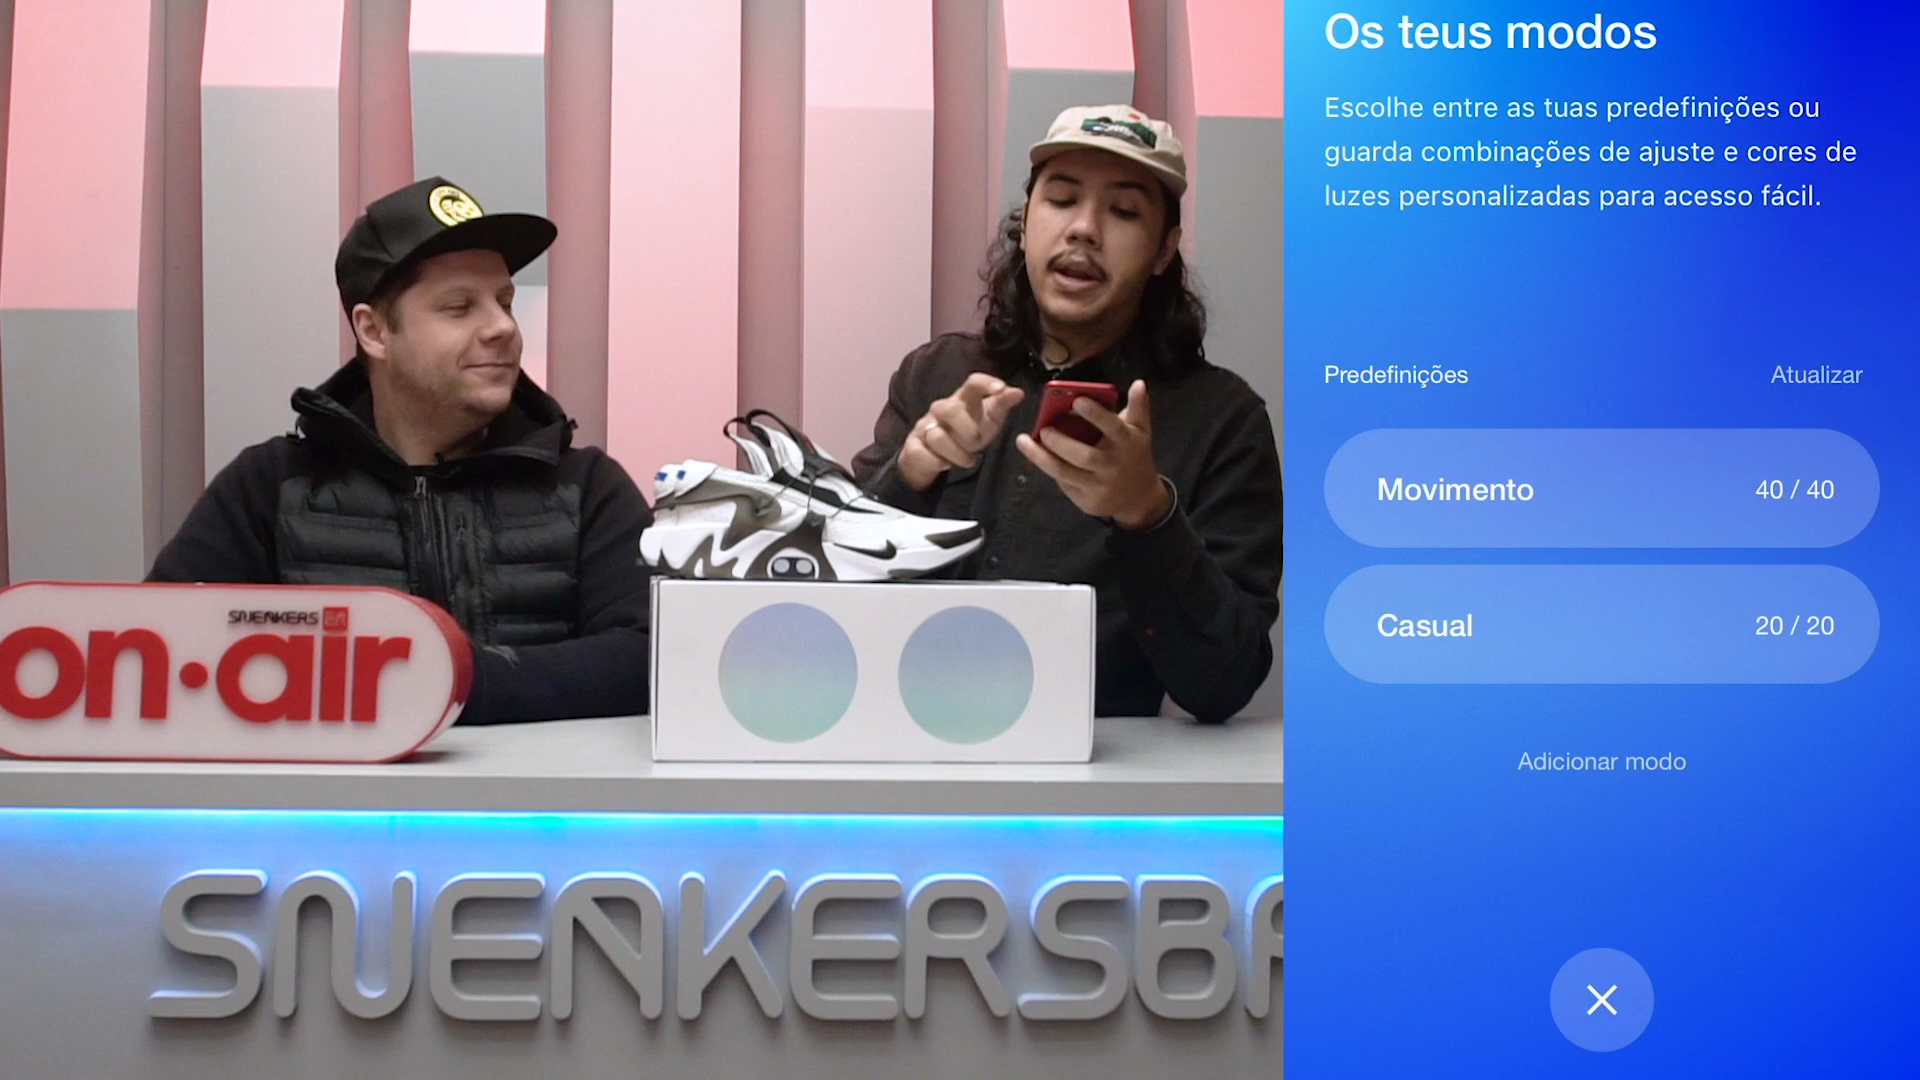 SNEAKERS BR
on•air
SNEAKERSBR
Os teus modos
Escolhe entre as tuas predefinições ou
guarda combinações de ajuste e cores de
luzes personalizadas para acesso fácil.
Predefinições
Atualizar
Movimento
40 / 40
Casual
20 / 20
Adicionar modo